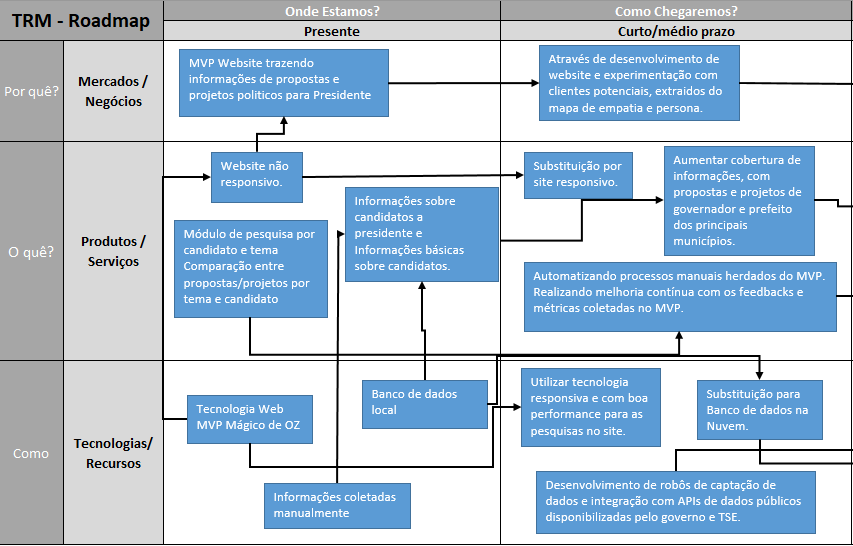 TRM - Roadmap
Onde Estamos?
Como Chegaremos?
Presente
Curto/médio prazo
Por quê?
Mercados /
Negócios
MVP Website trazendo
informações de propostas e
projetos politicos para Presidente
Através de desenvolvimento de
website e experimentação com
clientes potenciais, extraidos do
mapa de empatia e persona.
O quê?
Produtos /
Serviços
Website não
responsivo.
Informações sobre
candidatos a
presidente e
Informações básicas
sobre candidatos.
Módulo de pesquisa por
candidato e tema
Comparação entre
propostas/projetos por
tema e candidato
Substituição por
site responsivo.
Aumentar cobertura de
informações, com
propostas e projetos de
governador e prefeito
dos principais
municípios.
Automatizando processos manuais herdados do MVP.
Realizando melhoria contínua com os feedbacks e
métricas coletadas no MVP.
Como
Tecnologias/
Recursos
Tecnologia Web
MVP Mágico de OZ
Banco de dados
local
Informações coletadas
manualmente
Utilizar tecnologia
responsiva e com boa
performance para as
pesquisas no site.
Substituição para
Banco de dados na
Nuvem.
Desenvolvimento de robôs de captação de
dados e integração com APIs de dados públicos
disponibilizadas pelo governo e TSE.